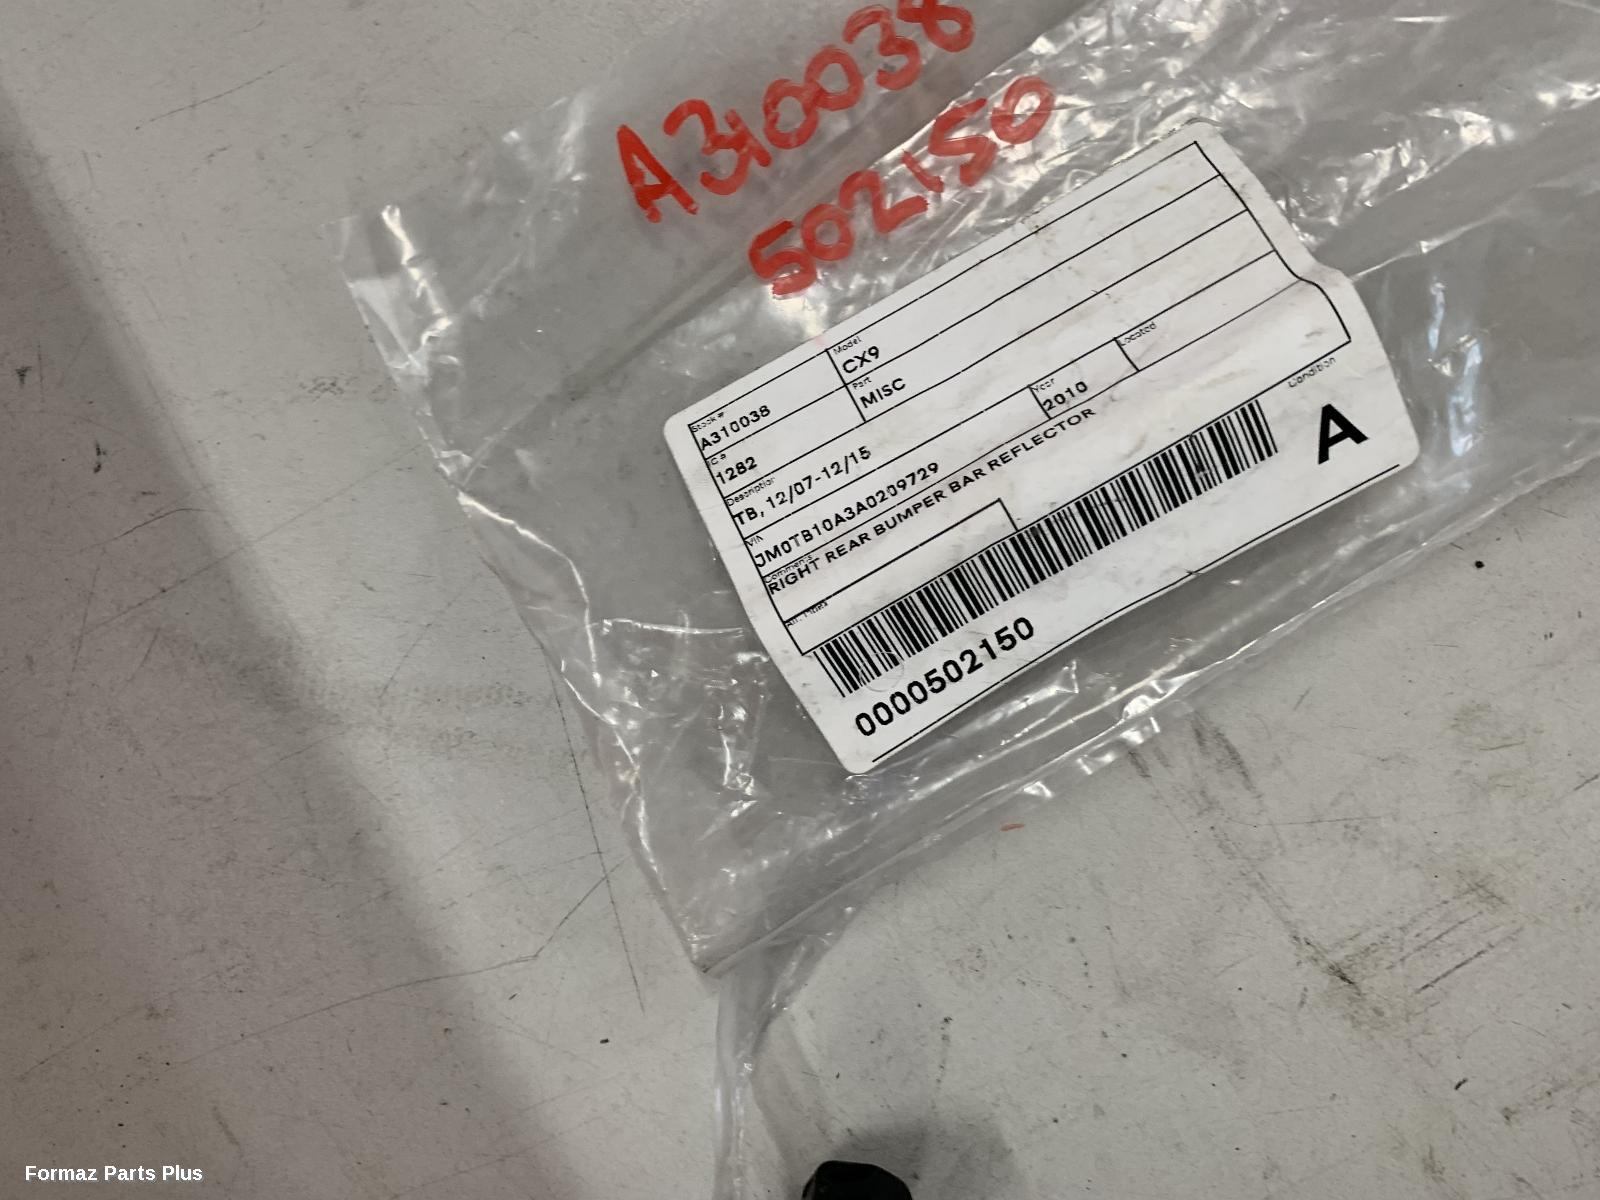 A310038
502150
Stock #
A310038
Model
CX9
C#
1282
Part
MISC
Description
TB, 12/07-12/15
VIN
JM0TB10A3A0209729
Year
2010
Located
Comments
RIGHT REAR BUMPER BAR REFLECTOR
Condition
A
0000502150
Formaz Parts Plus